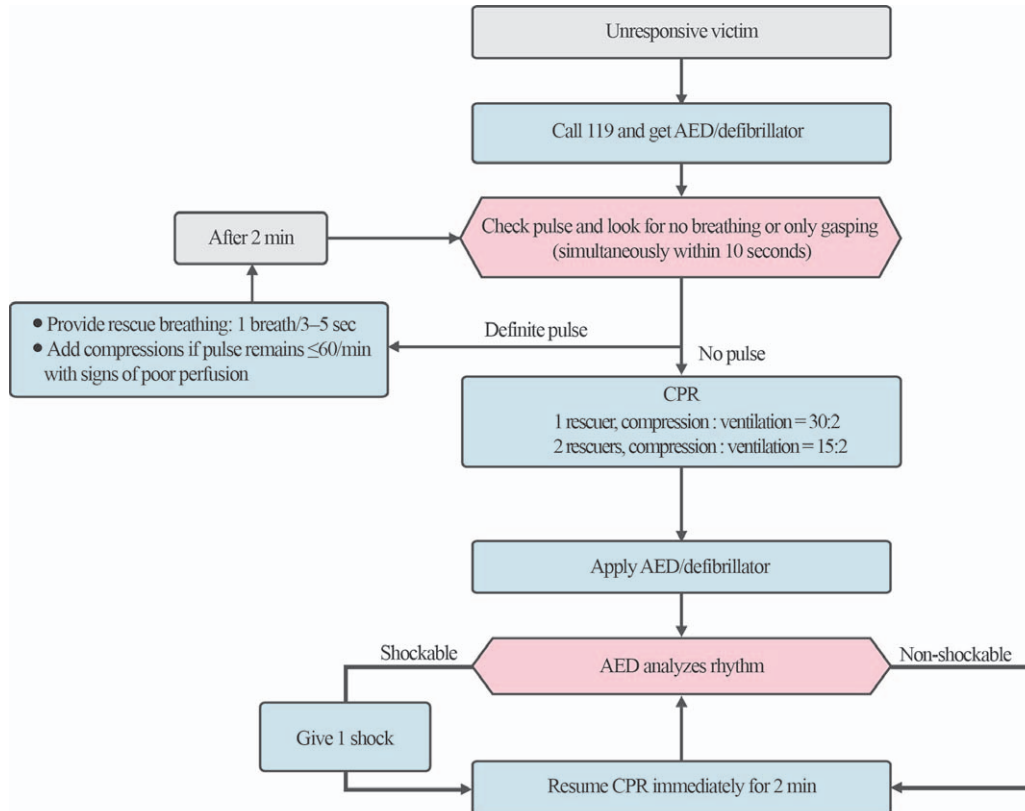 Unresponsive victim
Call 119 and get AED/defibrillator
Check pulse and look for no breathing or only gasping
(simultaneously within 10 seconds)
After 2 min
● Provide rescue breathing: 1 breath/3–5 sec
● Add compressions if pulse remains ≤60/min
with signs of poor perfusion
Definite pulse
No pulse
CPR
1 rescuer, compression : ventilation = 30:2
2 rescuers, compression : ventilation = 15:2
Apply AED/defibrillator
Shockable
AED analyzes rhythm
Non-shockable
Give 1 shock
Resume CPR immediately for 2 min